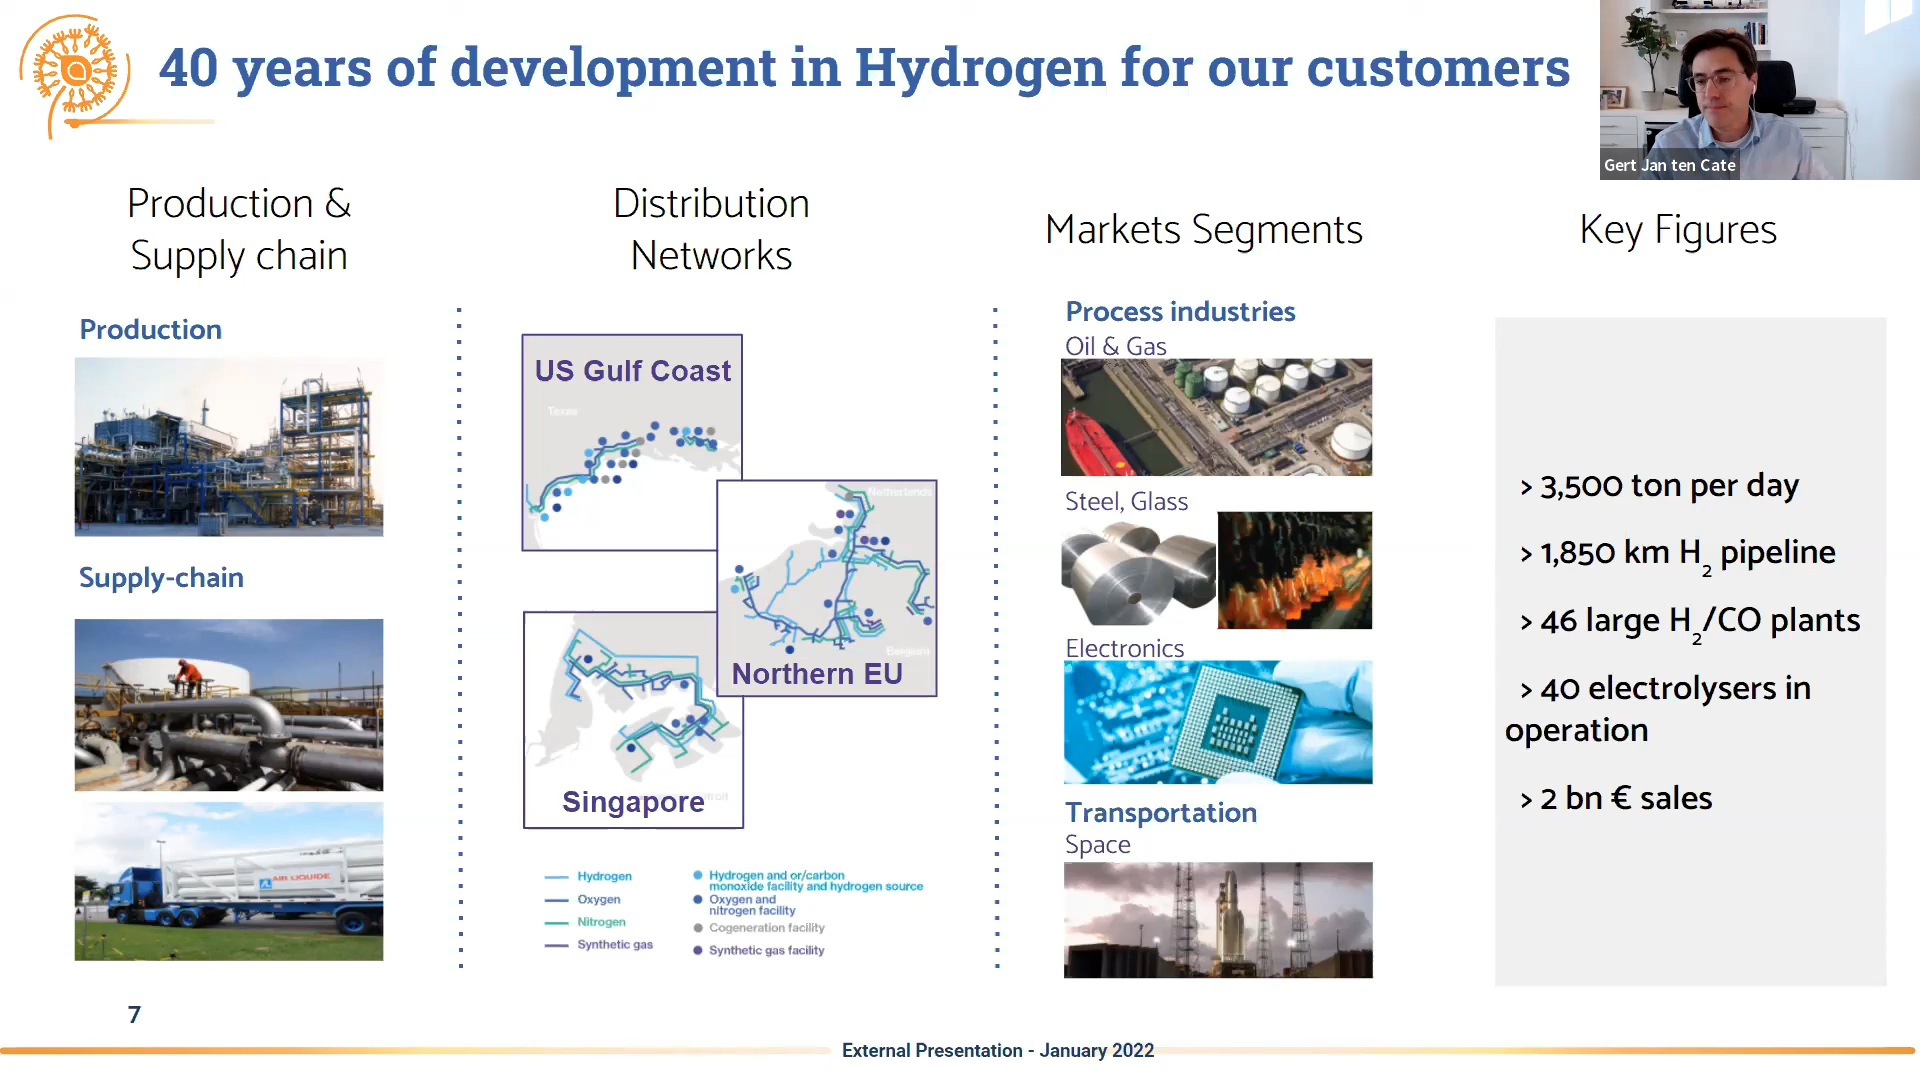 40 years of development in Hydrogen for our customers
Gert Jan ten Cate
Production &
Supply chain
Production
Supply-chain
AIR LIQUIDE
Distribution
Networks
US Gulf Coast
Texas
Netherlands
Belgium
Northern EU
Singapore
Hydrogen
Oxygen
Nitrogen
Synthetic gas
Hydrogen and or/carbon
monoxide facility and hydrogen source
Oxygen and
nitrogen facility
Cogeneration facility
Synthetic gas facility
Markets Segments
Process industries
Oil & Gas
Steel, Glass
Electronics
Transportation
Space
Key Figures
> 3,500 ton per day
> 1,850 km H₂ pipeline
> 46 large H₂/CO plants
> 40 electrolysers in
operation
> 2 bn € sales
7
External Presentation - January 2022